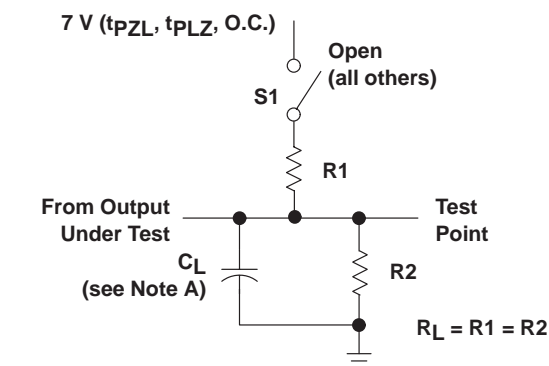 7 V (tPZL, tPLZ, O.C.)
Open
(all others)
S1
R1
From Output
Under Test
Test
Point
CL
(see Note A)
R2
RL = R1 = R2